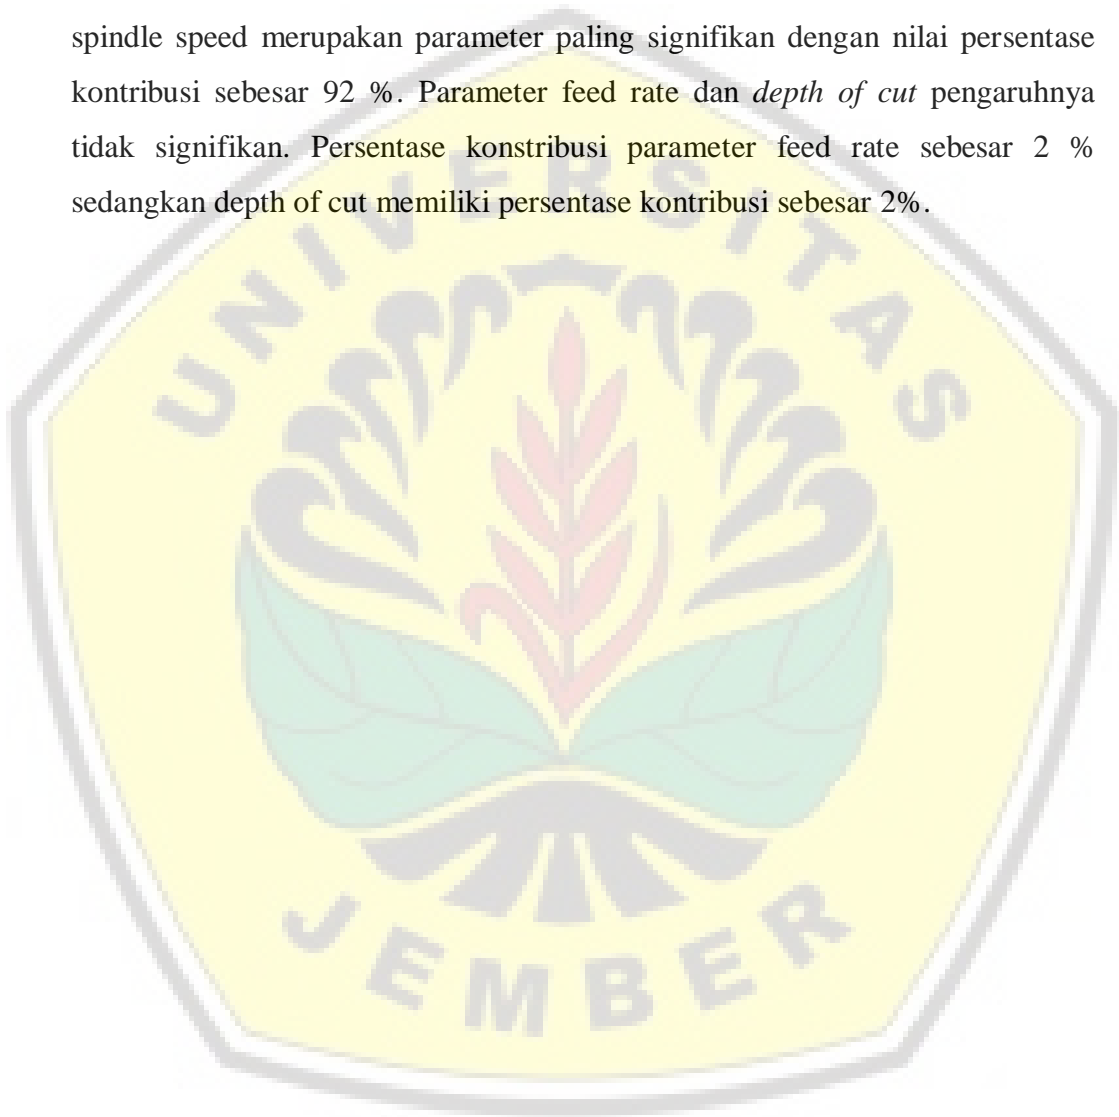 spindle speed merupakan parameter paling signifikan dengan nilai persentase
kontribusi sebesar 92 %. Parameter feed rate dan depth of cut pengaruhnya
tidak signifikan. Persentase konstribusi parameter feed rate sebesar 2 %
sedangkan depth of cut memiliki persentase kontribusi sebesar 2%.
UNIVERSITAS
JEMBER